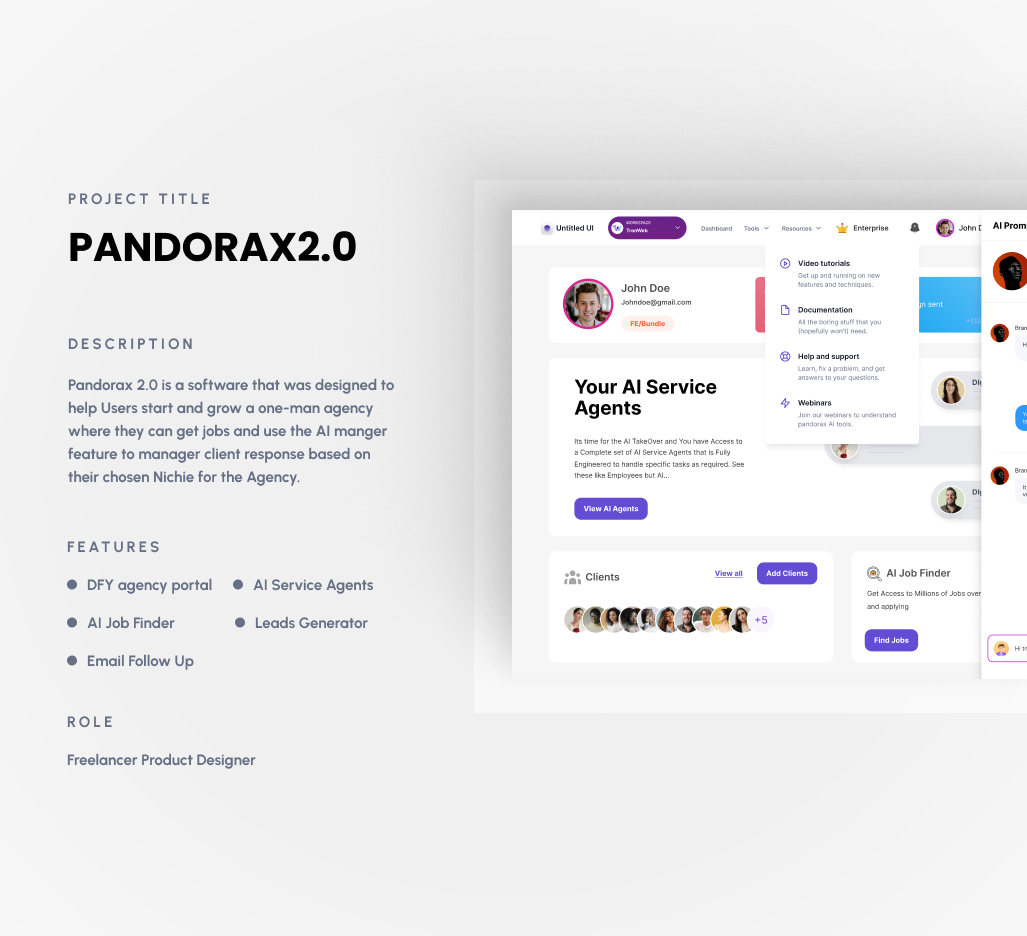 PROJECT TITLE
PANDORAX2.0
DESCRIPTION
Pandorax 2.0 is a software that was designed to
help Users start and grow a one-man agency
where they can get jobs and use the AI manger
feature to manager client response based on
their chosen Nichie for the Agency.
FEATURES
DFY agency portal
AI Service Agents
AI Job Finder
Leads Generator
Email Follow Up
ROLE
Freelancer Product Designer
Untitled UI
WORKSPACE
TironWeb
Dashboard
Tools
Resources
Enterprise
John D
AI Prom
Video tutorials
Get up and running on new
features and techniques.
Documentation
All the boring stuff that you
(hopefully won't) need.
Help and support
Learn, fix a problem, and get
answers to your questions.
Webinars
Join our webinars to understand
pandorax AI tools.
John Doe
Johndoe@gmail.com
FE/Bundle
gn sent
Your AI Service
Agents
Its time for the AI TakeOver and You have Access to
a Complete set of AI Service Agents that is Fully
Engineered to handle specific tasks as required. See
these like Employees but AI...
View AI Agents
DIg
DIg
Clients
View all
Add Clients
+5
AI Job Finder
Get Access to Millions of Jobs over
and applying
Find Jobs
Bran
H
Bran
It
Hi th